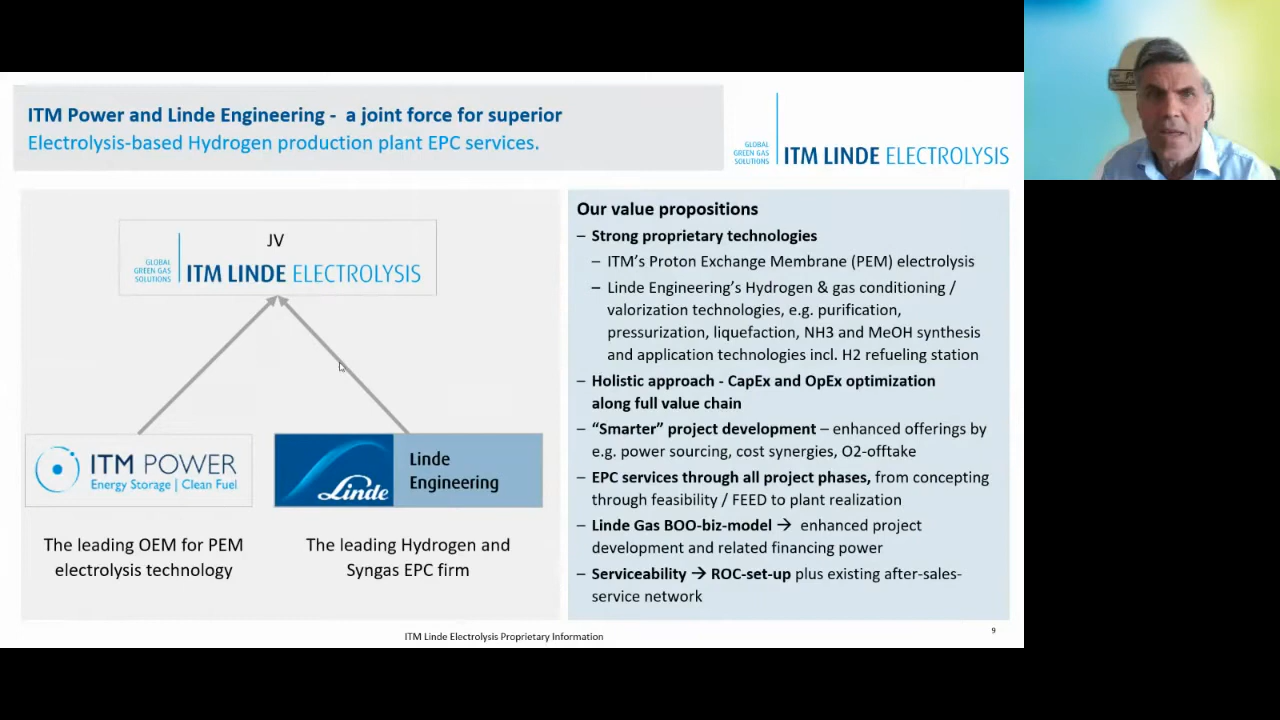 ITM Power and Linde Engineering - a joint force for superior
Electrolysis-based Hydrogen production plant EPC services.
GLOBAL
GREEN GAS
SOLUTIONS
ITM LINDE ELECTROLYSIS
JV
GLOBAL
GREEN GAS
SOLUTIONS
ITM LINDE ELECTROLYSIS
ITM POWER
Energy Storage | Clean Fuel
Linde
Linde
Engineering
The leading OEM for PEM
electrolysis technology
The leading Hydrogen and
Syngas EPC firm
Our value propositions
– Strong proprietary technologies
– ITM's Proton Exchange Membrane (PEM) electrolysis
– Linde Engineering's Hydrogen & gas conditioning /
valorization technologies, e.g. purification,
pressurization, liquefaction, NH3 and MeOH synthesis
and application technologies incl. H2 refueling station
– Holistic approach - CapEx and OpEx optimization
along full value chain
– “Smarter” project development – enhanced offerings by
e.g. power sourcing, cost synergies, O2-offtake
– EPC services through all project phases, from concepting
through feasibility / FEED to plant realization
– Linde Gas BOO-biz-model → enhanced project
development and related financing power
– Serviceability → ROC-set-up plus existing after-sales-
service network
ITM Linde Electrolysis Proprietary Information
9